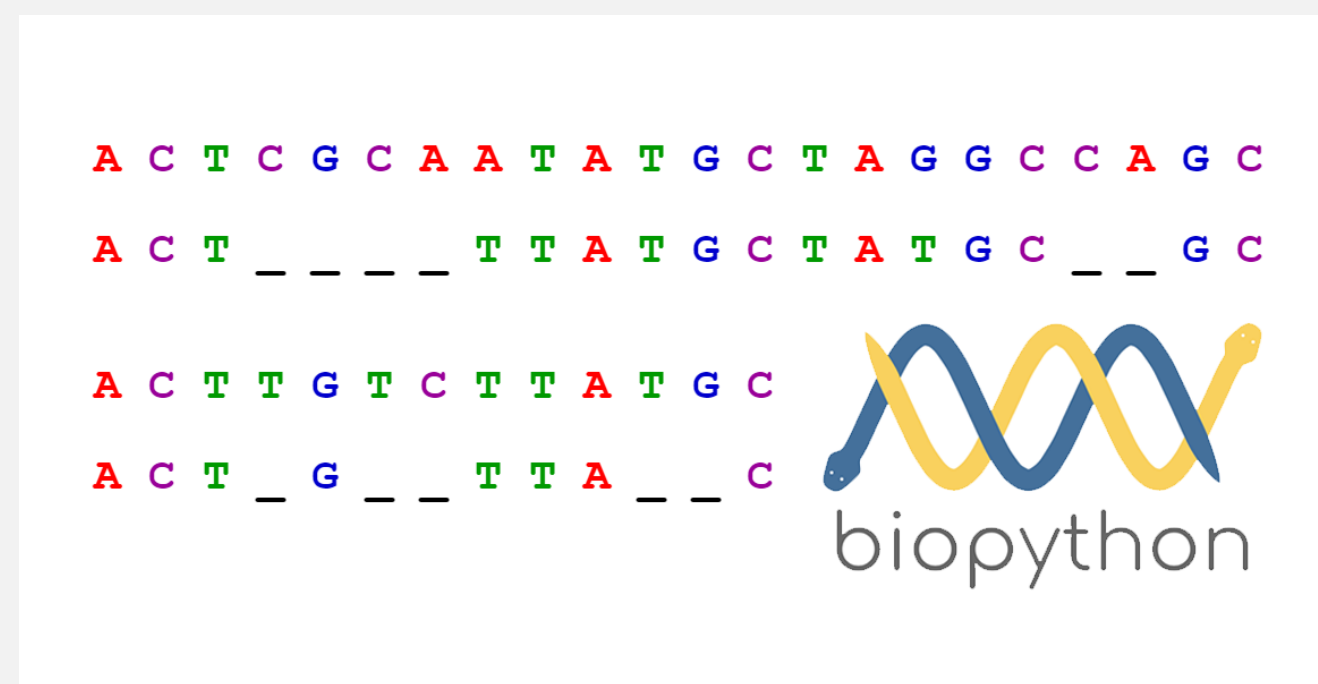 A C T C G C A A T A T G C T A G G C C A G C
A C T _ _ _ _ T T A T G C T A T G C _ _ G C
A C T T G T C T T A T G C
A C T _ G _ _ T T A _ _ C
biopython